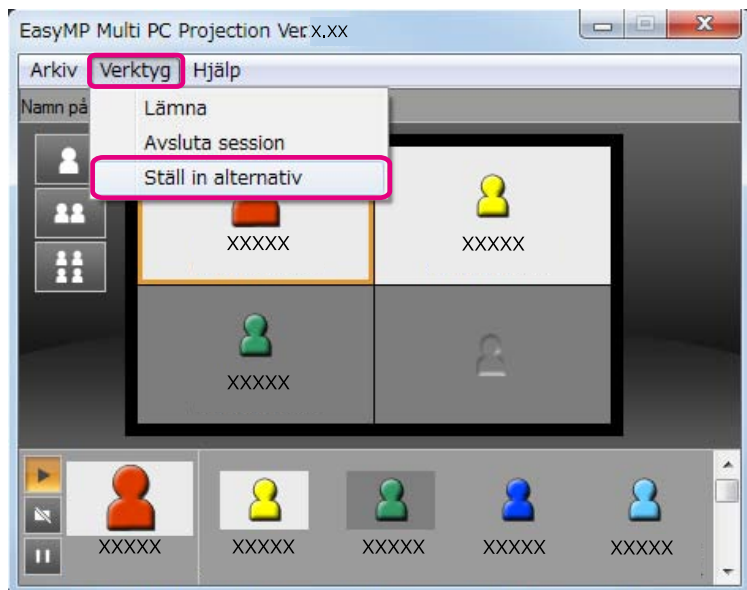 EasyMP Multi PC Projection Ver.x.xx
Arkiv Verktyg Hjälp
Namn på
Lämna
Avsluta session
Ställ in alternativ
XXXXX XXXXX
XXXXX
XXXXX XXXXX XXXXX XXXXX XXXXX